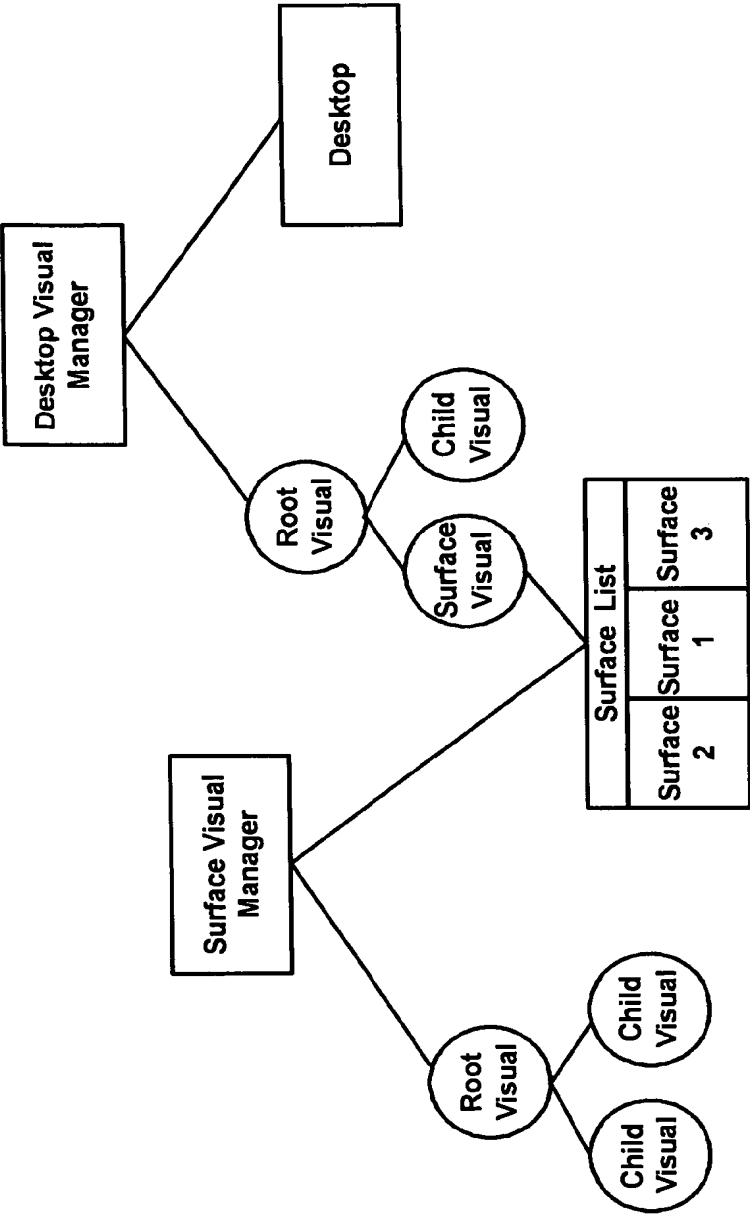 Desktop Visual
Manager
Desktop
Root
Visual
Surface
Visual
Child
Visual
Surface Visual
Manager
Root
Visual
Child
Visual
Child
Visual
Surface List
Surface
2
Surface
1
Surface
3